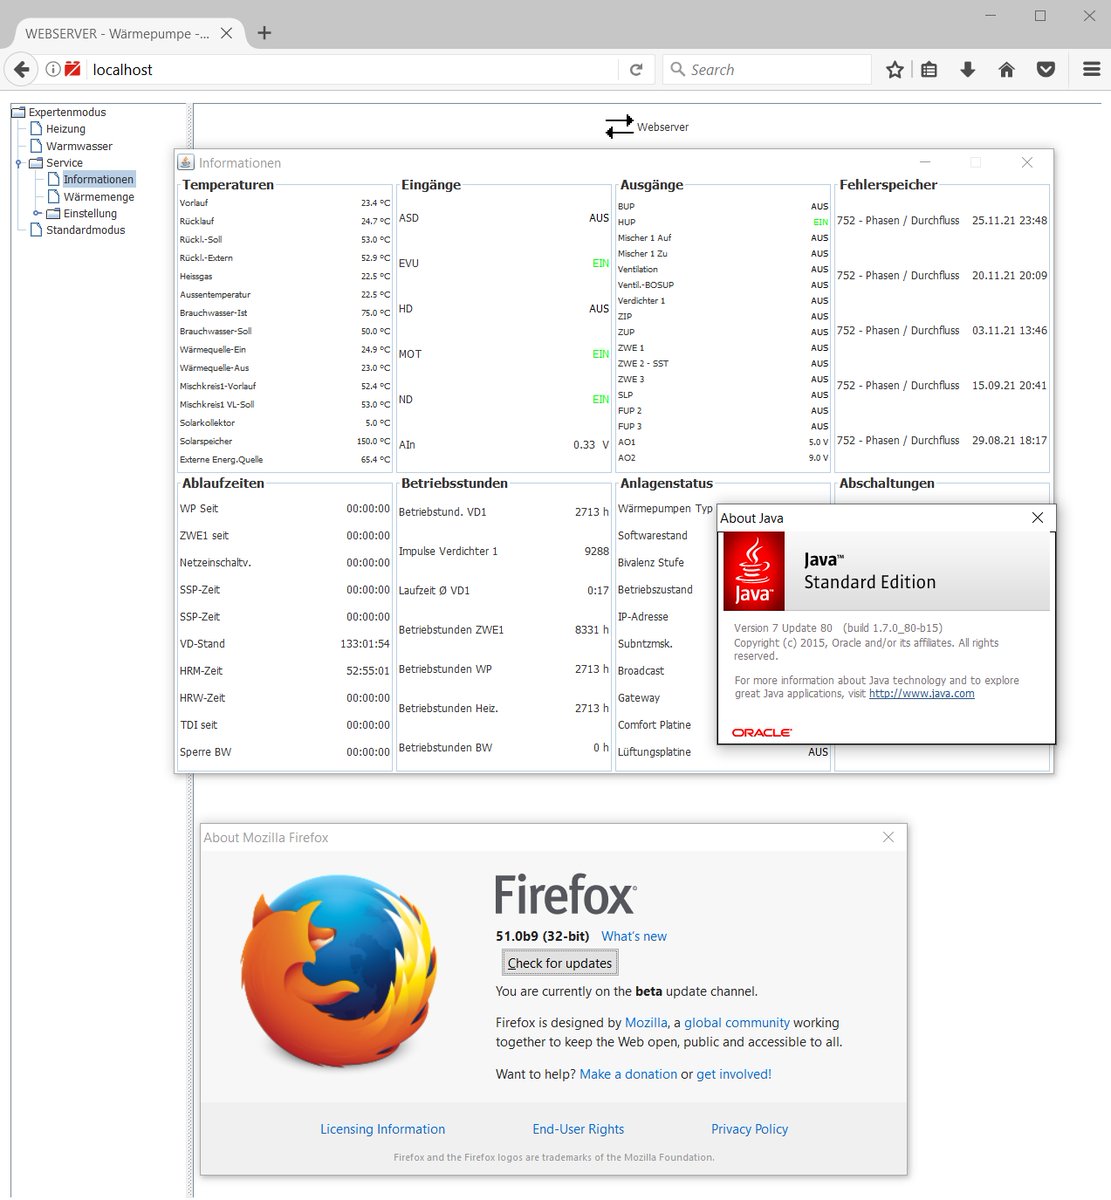 WEBSERVER - Wärmepumpe -...
localhost
Search
Expertenmodus
Heizung
Warmwasser
Service
Informationen
Wärmemenge
Einstellung
Standardmodus
Webserver
Informationen
Temperaturen
Vorlauf 23.4 °C
Rücklauf 24.7 °C
Rückl.-Soll 53.0 °C
Rückl.-Extern 52.9 °C
Heissgas 22.5 °C
Aussentemperatur 22.5 °C
Brauchwasser-Ist 75.0 °C
Brauchwasser-Soll 50.0 °C
Wärmequelle-Ein 24.9 °C
Wärmequelle-Aus 23.0 °C
Mischkreis1-Vorlauf 52.4 °C
Mischkreis1 VL-Soll 53.0 °C
Solarkollektor 5.0 °C
Solarspeicher 150.0 °C
Externe Energ.Quelle 65.4 °C
Eingänge
ASD AUS
EVU EIN
HD AUS
MOT EIN
ND EIN
AIn 0.33 V
Ausgänge
BUP AUS
HUP EIN
Mischer 1 Auf AUS
Mischer 1 Zu AUS
Ventilation AUS
Ventil.-BOSUP AUS
Verdichter 1 AUS
ZIP AUS
ZUP AUS
ZWE 1 AUS
ZWE 2 - SST AUS
ZWE 3 AUS
SLP AUS
FUP 2 AUS
FUP 3 AUS
AO1 5.0 V
AO2 9.0 V
Fehlerspeicher
752 - Phasen / Durchfluss 25.11.21 23:48
752 - Phasen / Durchfluss 20.11.21 20:09
752 - Phasen / Durchfluss 03.11.21 13:46
752 - Phasen / Durchfluss 15.09.21 20:41
752 - Phasen / Durchfluss 29.08.21 18:17
Ablaufzeiten
WP Seit 00:00:00
ZWE1 seit 00:00:00
Netzeinschaltv. 00:00:00
SSP-Zeit 00:00:00
SSP-Zeit 00:00:00
VD-Stand 133:01:54
HRM-Zeit 52:55:01
HRW-Zeit 00:00:00
TDI seit 00:00:00
Sperre BW 00:00:00
Betriebsstunden
Betriebstund. VD1 2713 h
Impulse Verdichter 1 9288
Laufzeit Ø VD1 0:17
Betriebstunden ZWE1 8331 h
Betriebstunden WP 2713 h
Betriebstunden Heiz. 2713 h
Betriebstunden BW 0 h
Anlagenstatus
Wärmepumpen Typ
Softwarestand
Bivalenz Stufe
Betriebszustand
IP-Adresse
Subntzmsk.
Broadcast
Gateway
Comfort Platine
Lüftungsplatine AUS
Abschaltungen
About Java
Java™
Java™
Standard Edition
Version 7 Update 80 (build 1.7.0_80-b15)
Copyright (c) 2015, Oracle and/or its affiliates. All rights
reserved.
For more information about Java technology and to explore
great Java applications, visit http://www.java.com
ORACLE
About Mozilla Firefox
Firefox
51.0b9 (32-bit) What's new
Check for updates
You are currently on the beta update channel.
Firefox is designed by Mozilla, a global community working
together to keep the Web open, public and accessible to all.
Want to help? Make a donation or get involved!
Licensing Information End-User Rights Privacy Policy
Firefox and the Firefox logos are trademarks of the Mozilla Foundation.